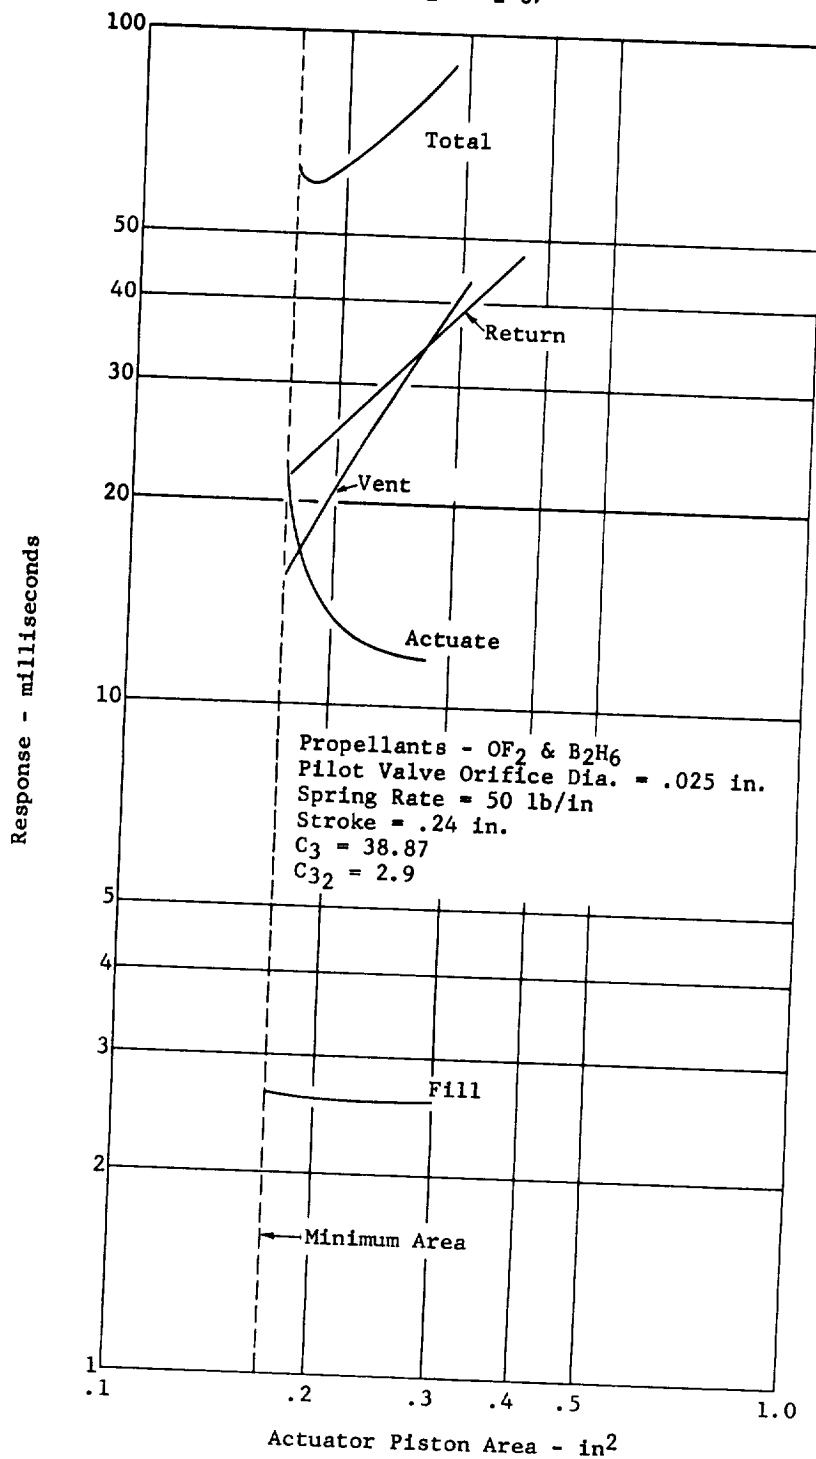 100
Total
50
40
Return
30
Vent
20
Actuate
10
Response - milliseconds
Propellants - OF2 & B2H6
Pilot Valve Orifice Dia. = .025 in.
Spring Rate = 50 lb/in
Stroke = .24 in.
C3 = 38.87
C32 = 2.9
5
4
3
Fill
2
Minimum Area
1
.1 .2 .3 .4 .5 1.0
Actuator Piston Area - in2